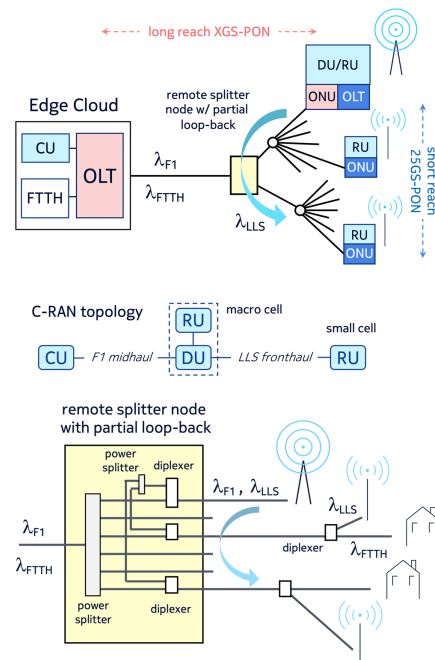 long reach XGS-PON
DU/RU
remote splitter
node w/ partial
loop-back
ONU
OLT
Edge Cloud
CU
OLT
FTTH
λF1
λFTTH
λLLS
RU
ONU
RU
ONU
short reach
25GS-PON
C-RAN topology
RU
macro cell
small cell
CU
F1 midhaul
DU
LLS fronthaul
RU
remote splitter node
with partial loop-back
power
splitter
diplexer
λF1 , λLLS
λLLS
λF1
λFTTH
diplexer
diplexer
λFTTH
power
splitter
diplexer